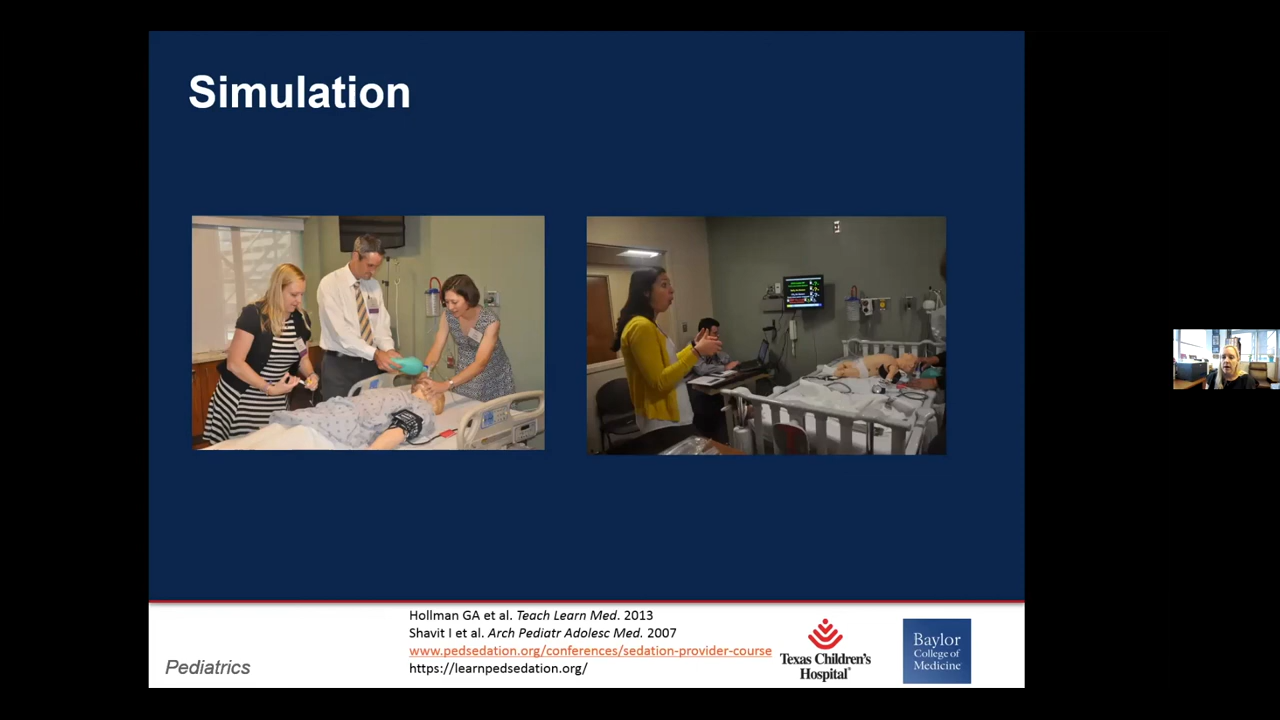 Simulation
Hollman GA et al. Teach Learn Med. 2013
Shavit I et al. Arch Pediatr Adolesc Med. 2007
www.pedsedation.org/conferences/sedation-provider-course
https://learnpedsedation.org/
Pediatrics
Texas Children's
Hospital®
Baylor
College of
Medicine